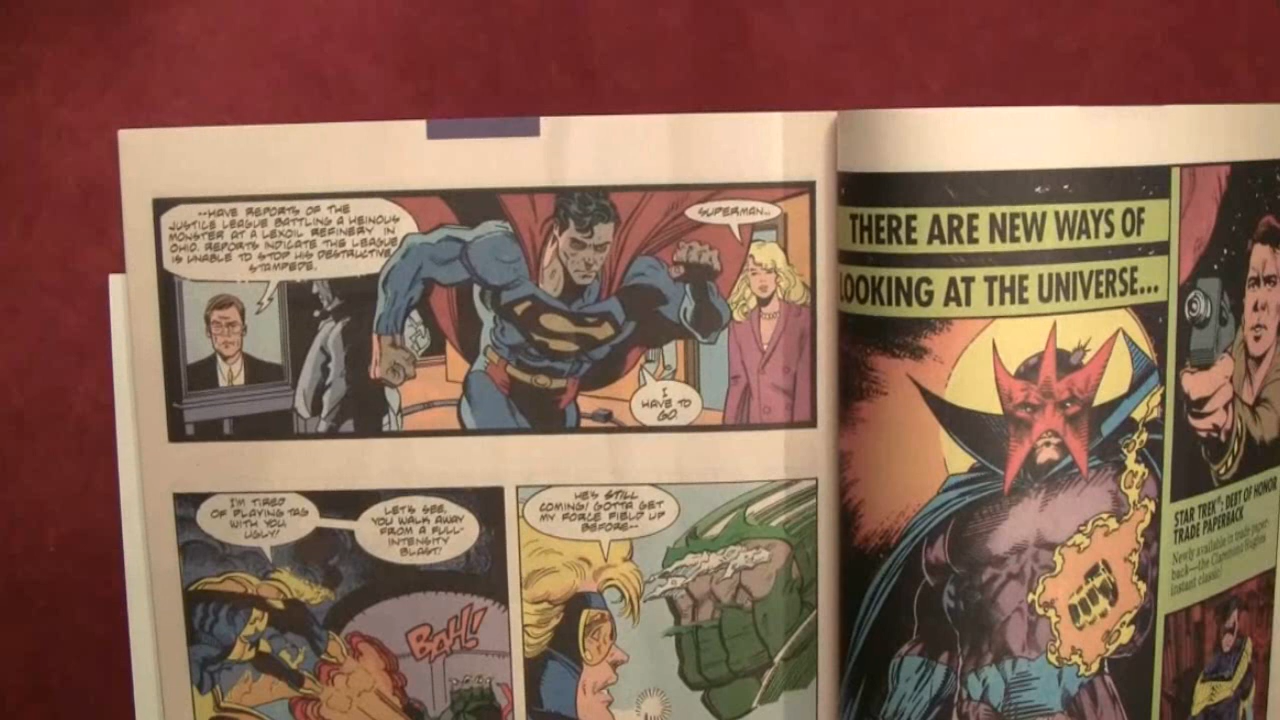 --HAVE REPORTS OF THE
JUSTICE LEAGUE BATTLING A HEINOUS
MONSTER AT A LEXOIL REFINERY IN
OHIO. REPORTS INDICATE THE LEAGUE
IS UNABLE TO STOP HIS DESTRUCTIVE
STAMPEDE.
SUPERMAN...
I
HAVE TO
GO.
I'M TIRED
OF PLAYING TAG
WITH YOU,
UGLY!
LET'S SEE
YOU WALK AWAY
FROM A FULL-
INTENSITY
BLAST!
BAH!
HE'S STILL
COMING! GOTTA GET
MY FORCE FIELD UP
BEFORE--
THERE ARE NEW WAYS OF
LOOKING AT THE UNIVERSE...
STAR TREK®: DEBT OF HONOR
TRADE PAPERBACK
Newly available in trade paper-
back—the Claremont/Hughes
instant classic!